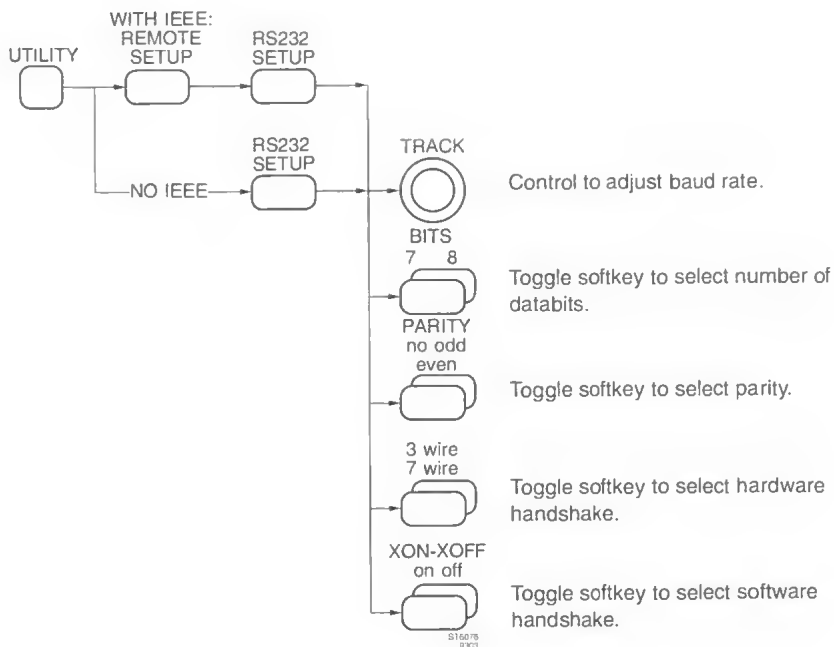 WITH IEEE:
REMOTE
SETUP
RS232
SETUP
UTILITY
RS232
SETUP
NO IEEE
TRACK
Control to adjust baud rate.
BITS
7 8
Toggle softkey to select number of
databits.
PARITY
no odd
even
Toggle softkey to select parity.
3 wire
7 wire
Toggle softkey to select hardware
handshake.
XON-XOFF
on off
Toggle softkey to select software
handshake.